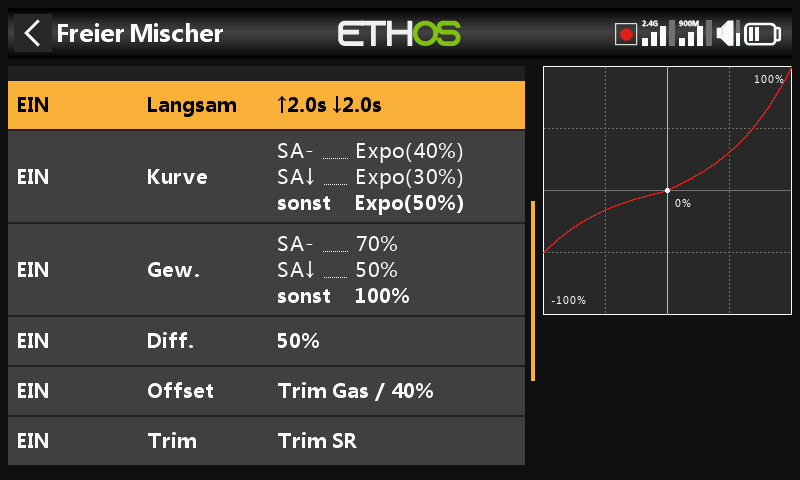 Freier Mischer
ETHOS
2.4G
900M
EIN Langsam ↑2.0s ↓2.0s
EIN Kurve
SA- Expo(40%)
SA↓ Expo(30%)
sonst Expo(50%)
EIN Gew.
SA- 70%
SA↓ 50%
sonst 100%
EIN Diff. 50%
EIN Offset Trim Gas / 40%
EIN Trim Trim SR
100%
0%
-100%